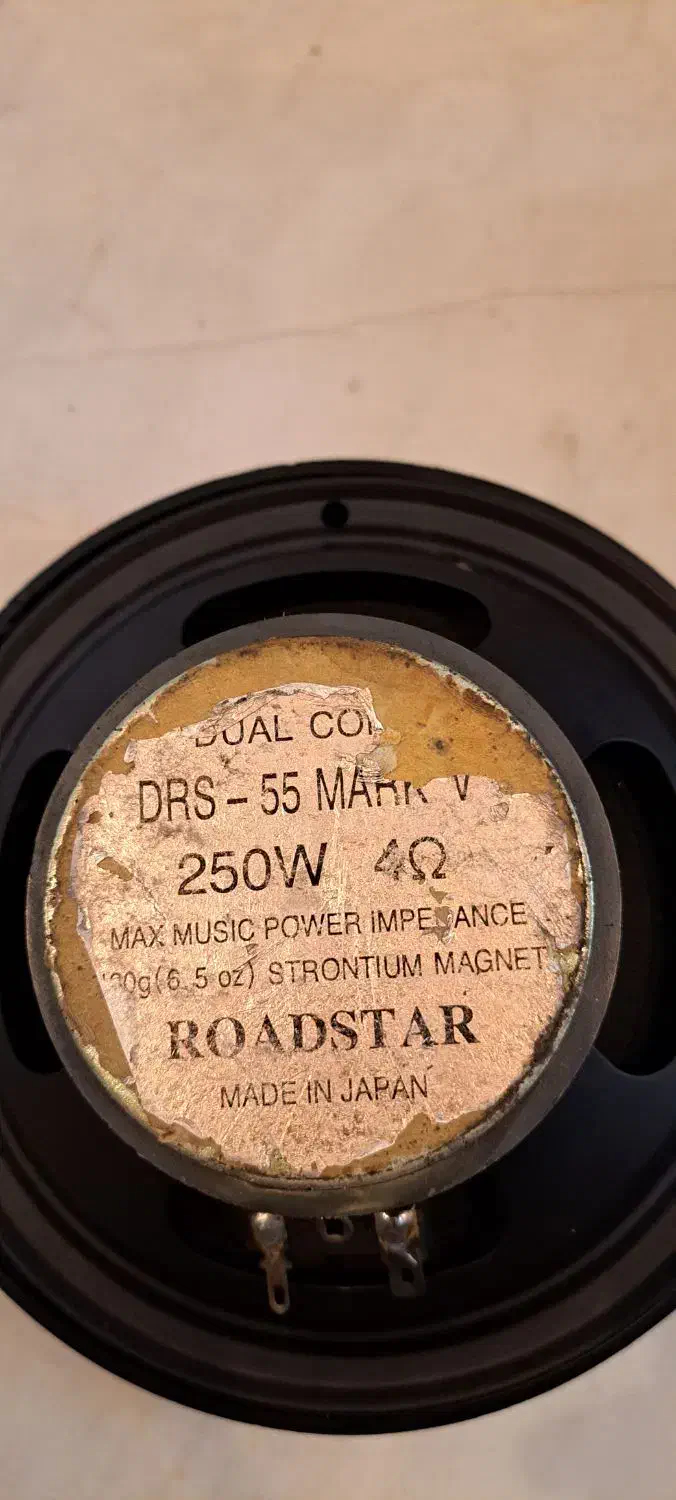 DUAL CO
DRS – 55 MARK V
250W 4Ω
MAX MUSIC POWER IMPEDANCE
(6.5 oz) STRONTIUM MAGNET
ROADSTAR
MADE IN JAPAN